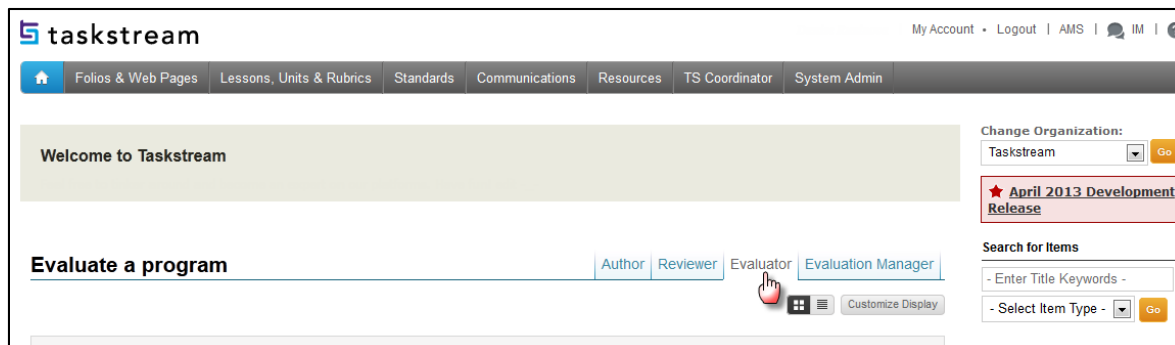 taskstream
My Account • Logout | AMS | IM |
Folios & Web Pages Lessons, Units & Rubrics Standards Communications Resources TS Coordinator System Admin
Welcome to Taskstream
Change Organization:
Taskstream Go
April 2013 Development
Release
Evaluate a program
Author Reviewer Evaluator Evaluation Manager
Customize Display
Search for Items
- Enter Title Keywords -
- Select Item Type - Go